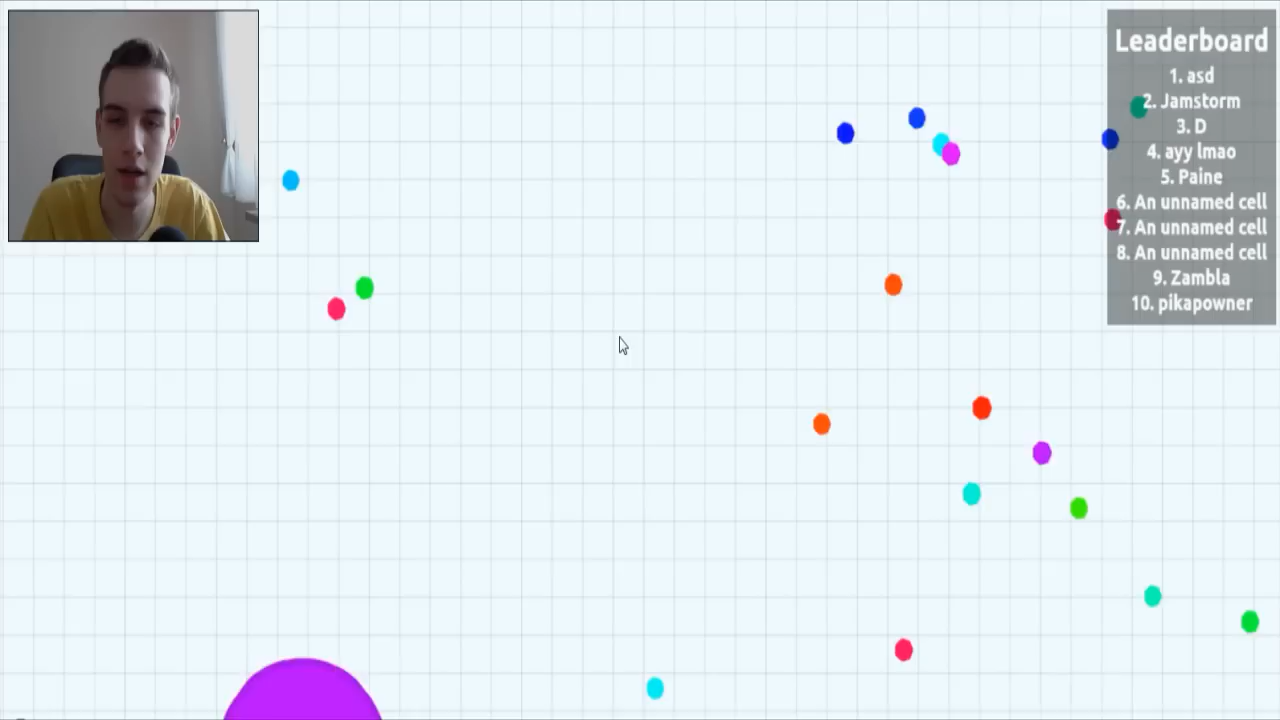 Leaderboard
1. asd
2. Jamstorm
3. D
4. ayy lmao
5. Paine
6. An unnamed cell
7. An unnamed cell
8. An unnamed cell
9. Zambla
10. pikapowner